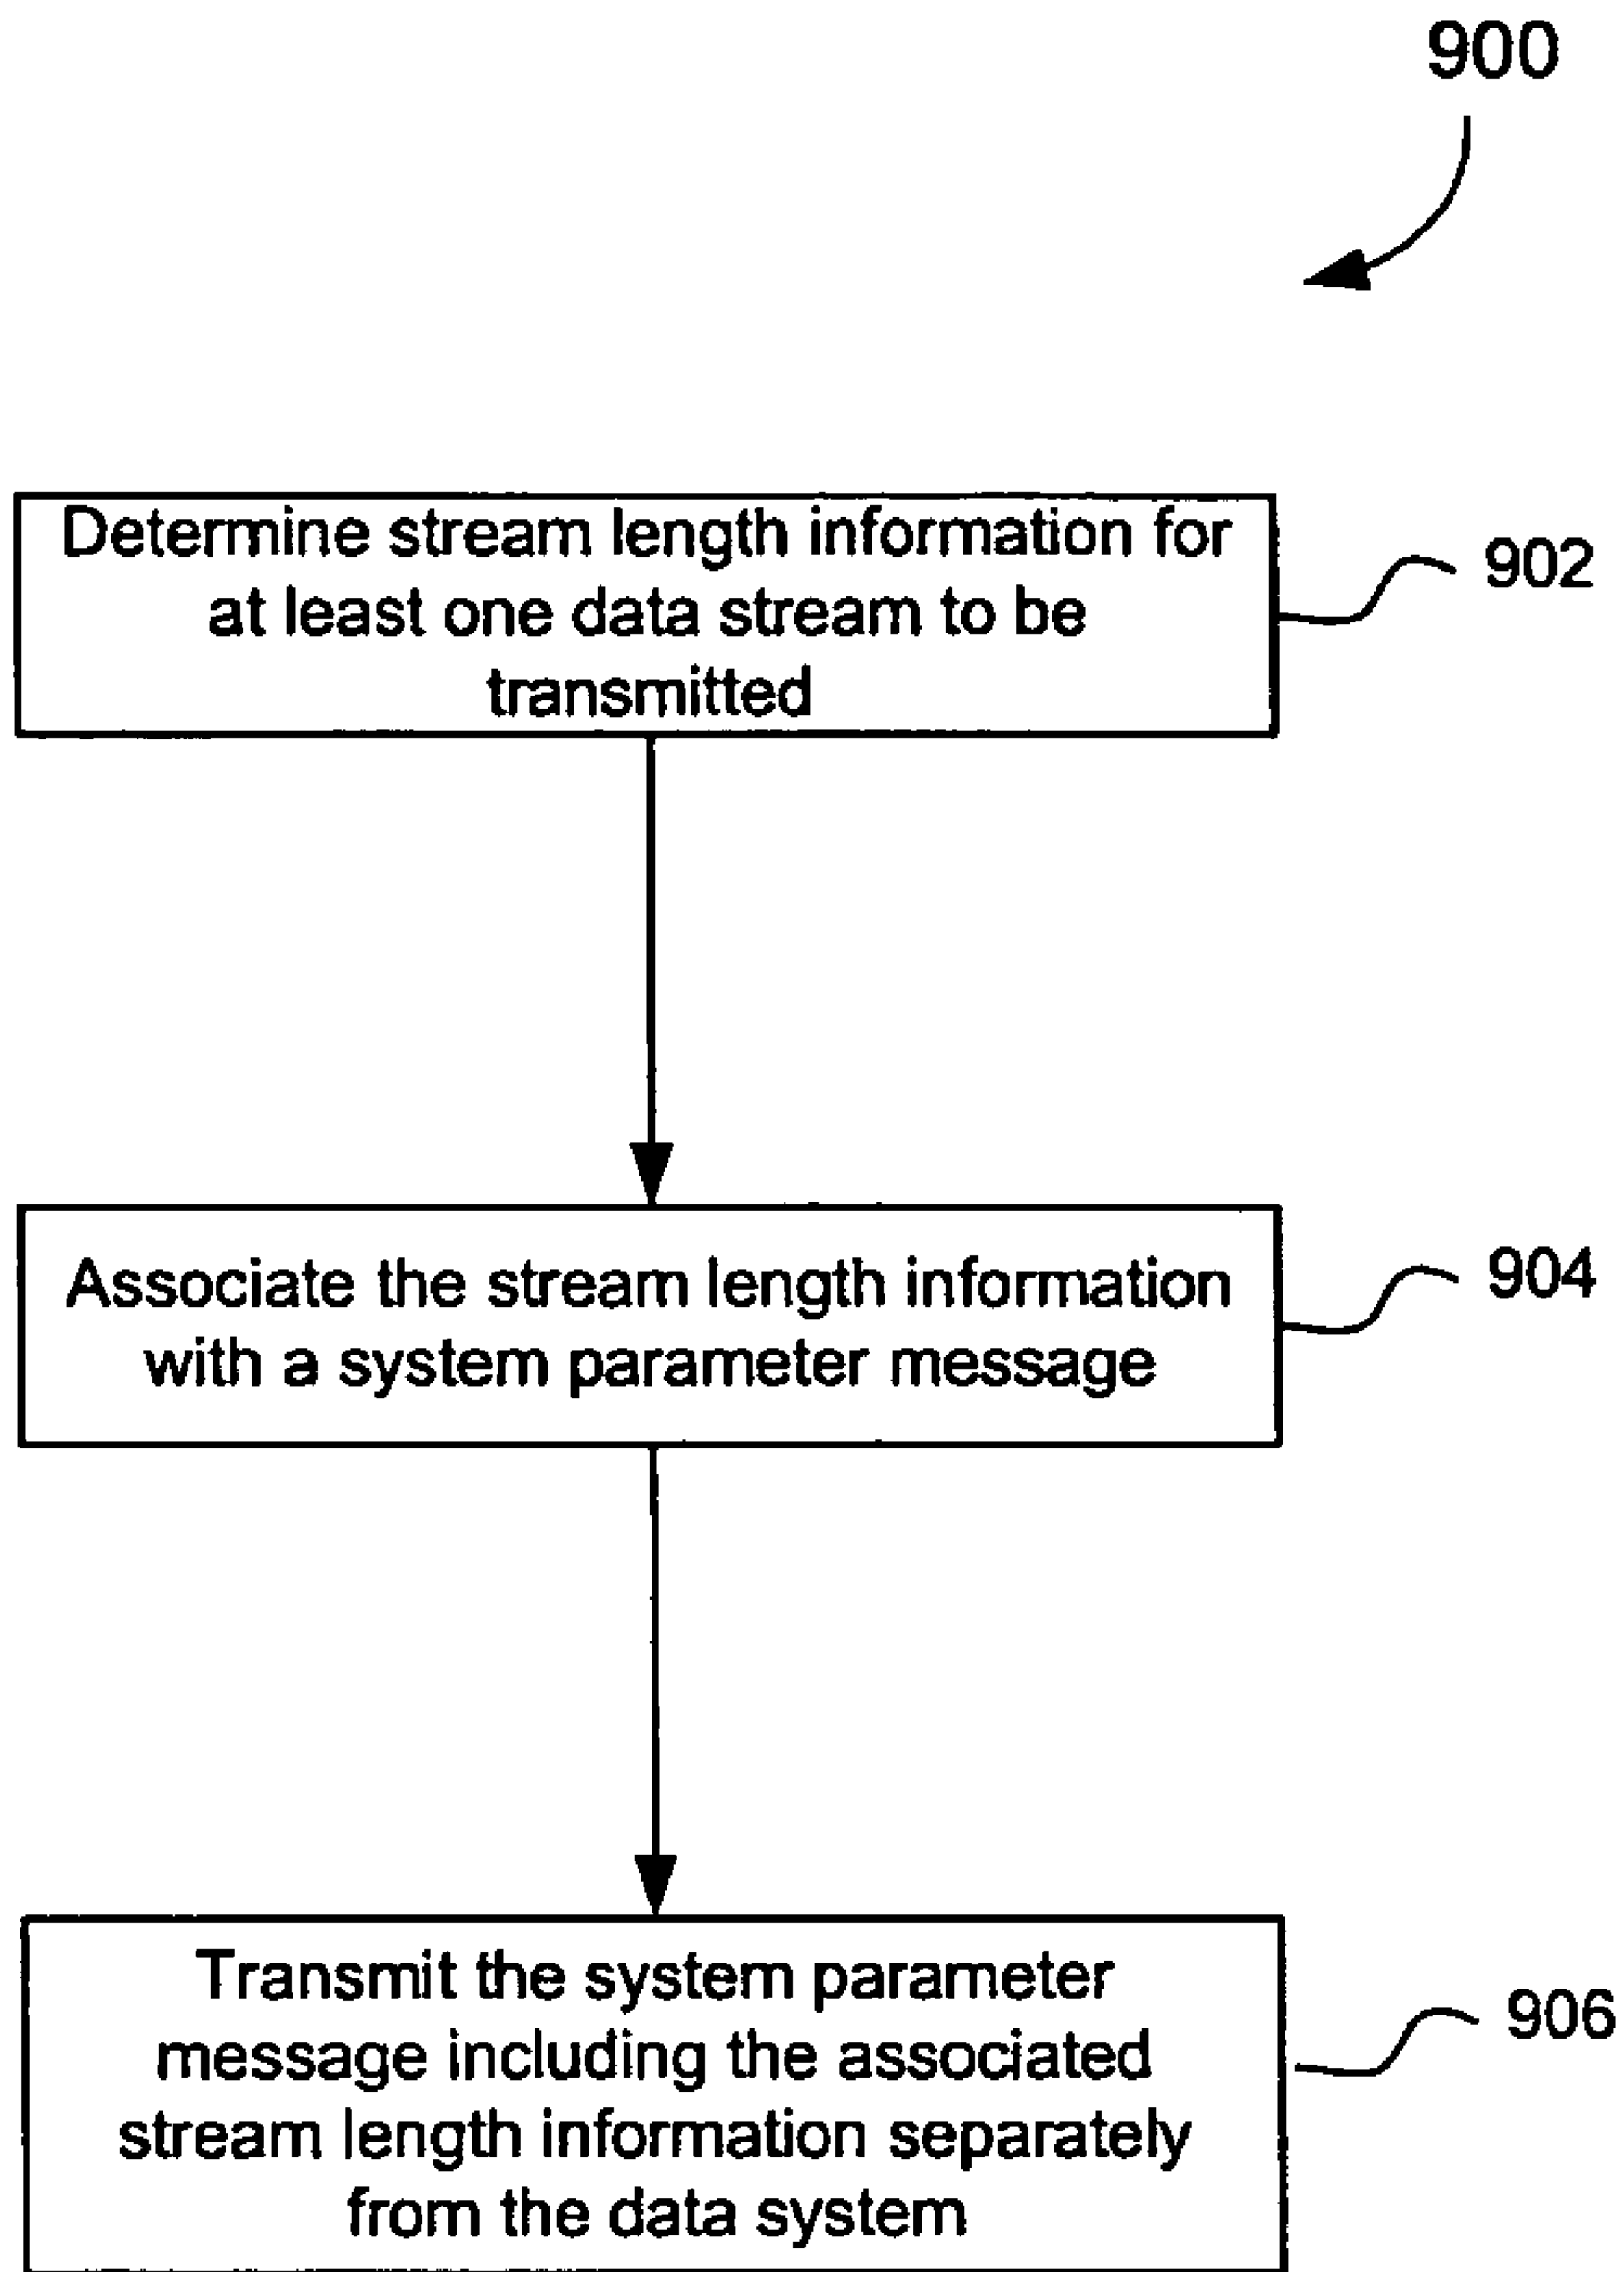 900
Determine stream length information for
at least one data stream to be
transmitted
902
Associate the stream length information
with a system parameter message
904
Transmit the system parameter
message including the associated
stream length information separately
from the data system
906